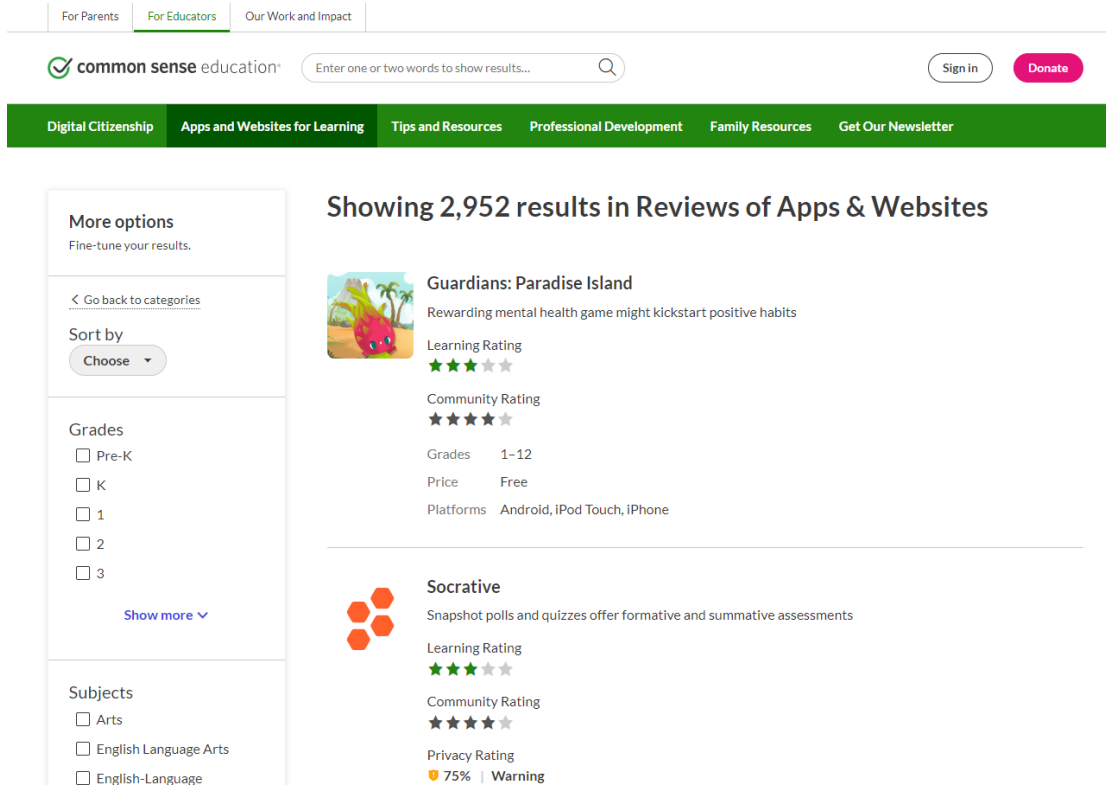 For Parents
For Educators
Our Work and Impact
common sense education®
Enter one or two words to show results...
Sign in
Donate
Digital Citizenship
Apps and Websites for Learning
Tips and Resources
Professional Development
Family Resources
Get Our Newsletter
More options
Fine-tune your results.
Go back to categories
Sort by
Choose
Grades
Pre-K
K
1
2
3
Show more
Subjects
Arts
English Language Arts
English-Language
Showing 2,952 results in Reviews of Apps & Websites
Guardians: Paradise Island
Rewarding mental health game might kickstart positive habits
Learning Rating
Community Rating
Grades 1–12
Price Free
Platforms Android, iPod Touch, iPhone
Socrative
Snapshot polls and quizzes offer formative and summative assessments
Learning Rating
Community Rating
Privacy Rating
75% | Warning